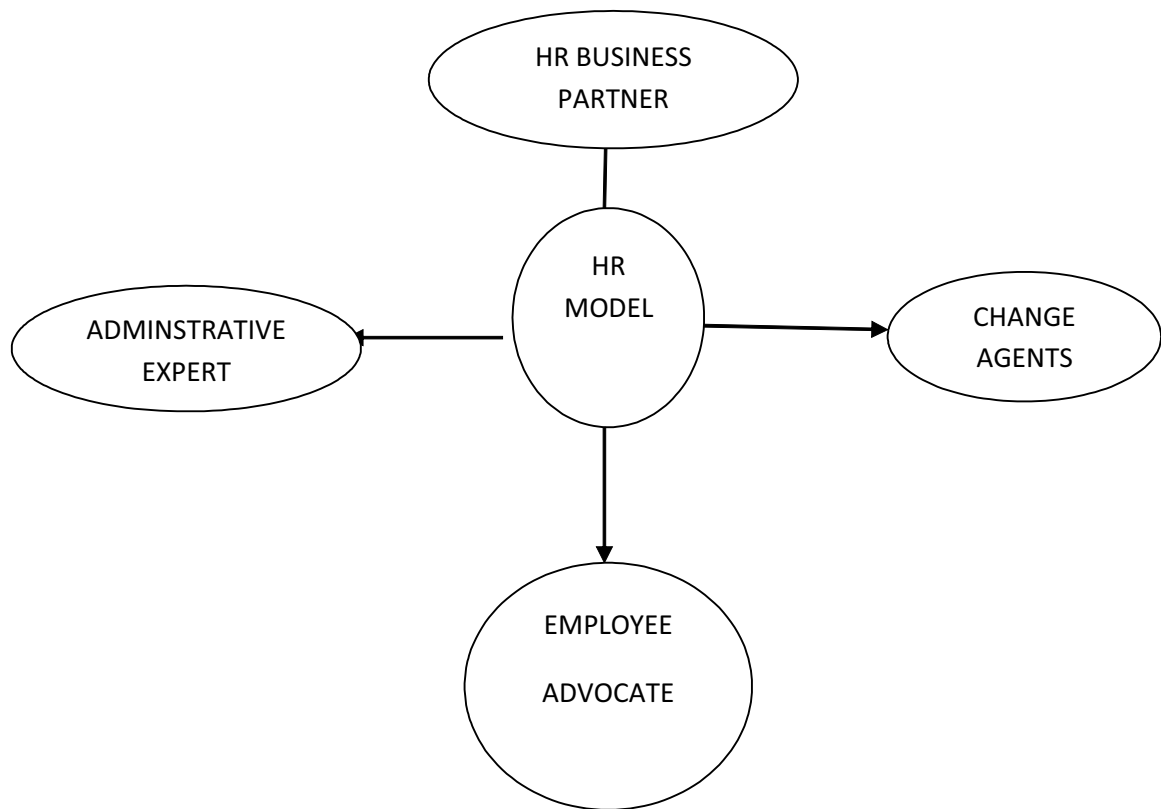 HR BUSINESS
PARTNER
HR
MODEL
ADMINSTRATIVE
EXPERT
CHANGE
AGENTS
EMPLOYEE
ADVOCATE